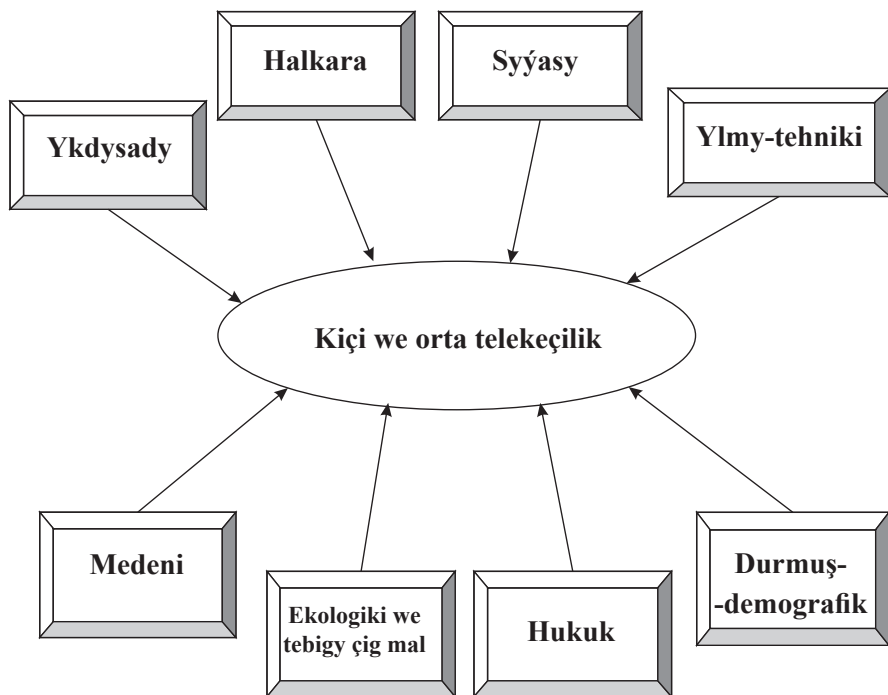 Halkara
Syýasy
Ykdysady
Ylmy-tehniki
Kiçi we orta telekeçilik
Medeni
Ekologiki we
tebigy çig mal
Hukuk
Durmuş-
-demografik